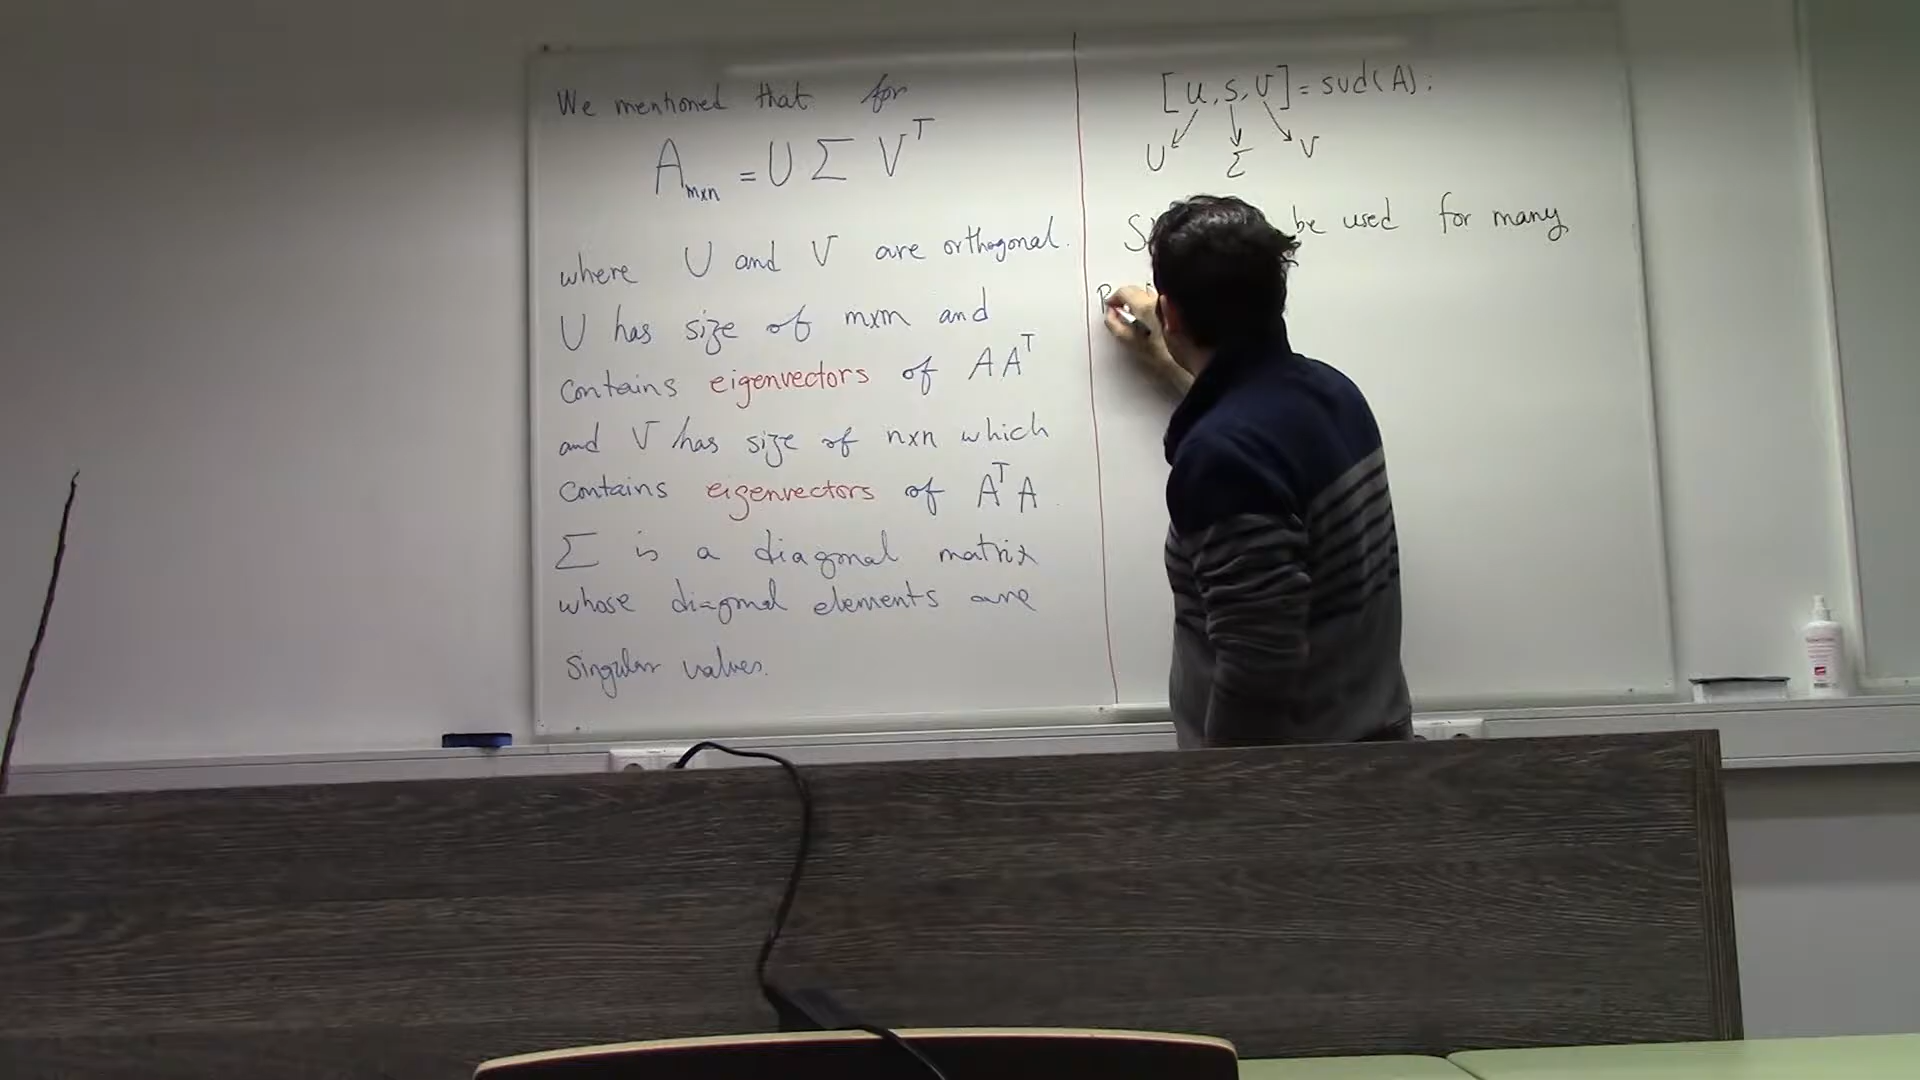 We mentioned that for
A mxn = U Σ V^T
where U and V are orthogonal.
U has size of mxm and
contains eigenvectors of A A^T
and V has size of nxn which
contains eigenvectors of A^T A
Σ is a diagonal matrix
whose diagonal elements are
singular values.
[u,s,v] = svd(A);
U Σ V
be used for many